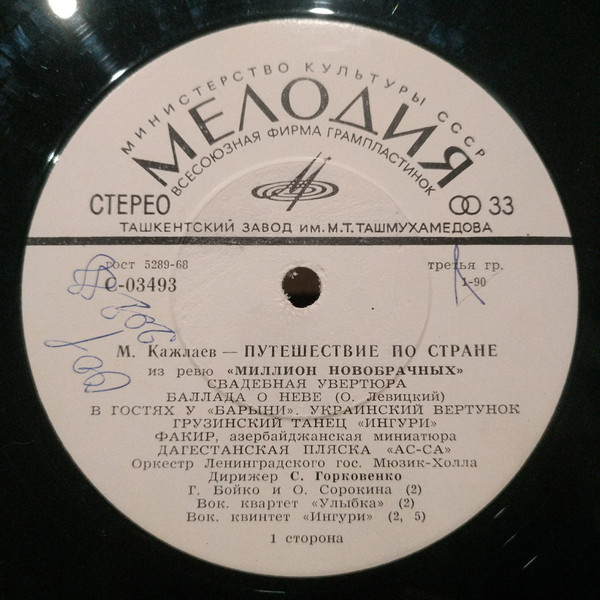 МИНИСТЕРСТВО КУЛЬТУРЫ СССР
МЕЛОДИЯ
ВСЕСОЮЗНАЯ ФИРМА ГРАМПЛАСТИНОК
СТЕРЕО 33
ТАШКЕНТСКИЙ ЗАВОД ИМ. М.Т. ТАШМУХАМЕДОВА
гост 5289-68 третья гр.
С-03493 1-90
М. Кажлаев — ПУТЕШЕСТВИЕ ПО СТРАНЕ
из ревю «МИЛЛИОН НОВОБРАЧНЫХ»
СВАДЕБНАЯ УВЕРТЮРА
БАЛЛАДА О НЕВЕ (О. Левицкий)
В ГОСТЯХ У «БАРЫНИ». УКРАИНСКИЙ ВЕРТУНОК
ГРУЗИНСКИЙ ТАНЕЦ «ИНГУРИ»
ФАКИР, азербайджанская миниатюра
ДАГЕСТАНСКАЯ ПЛЯСКА «АС-СА»
Оркестр Ленинградского гос. Мюзик-Холла
Дирижер С. Горковенко
Г. Бойко и О. Сорокина (2)
Вок. квартет «Улыбка» (2)
Вок. квинтет «Ингури» (2, 5)
1 сторона